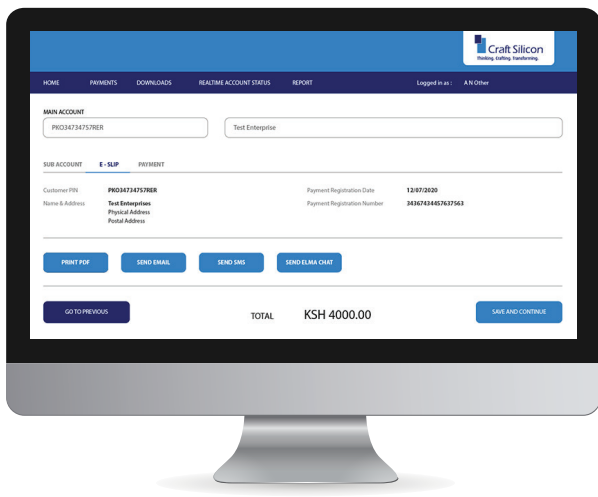 Craft Silicon
Thinking. Crafting. Transforming.
HOME PAYMENTS DOWNLOADS REALTIME ACCOUNT STATUS REPORT Logged in as : A N Other
MAIN ACCOUNT
PKO34734757RER Test Enterprise
SUB ACCOUNT E - SLIP PAYMENT
Customer PIN PKO34734757RER Payment Registration Date 12/07/2020
Name & Address Test Enterprises Payment Registration Number 34367434457637563
Physical Address
Postal Address
PRINT PDF SEND EMAIL SEND SMS SEND ELMA CHAT
GO TO PREVIOUS TOTAL KSH 4000.00 SAVE AND CONTINUE